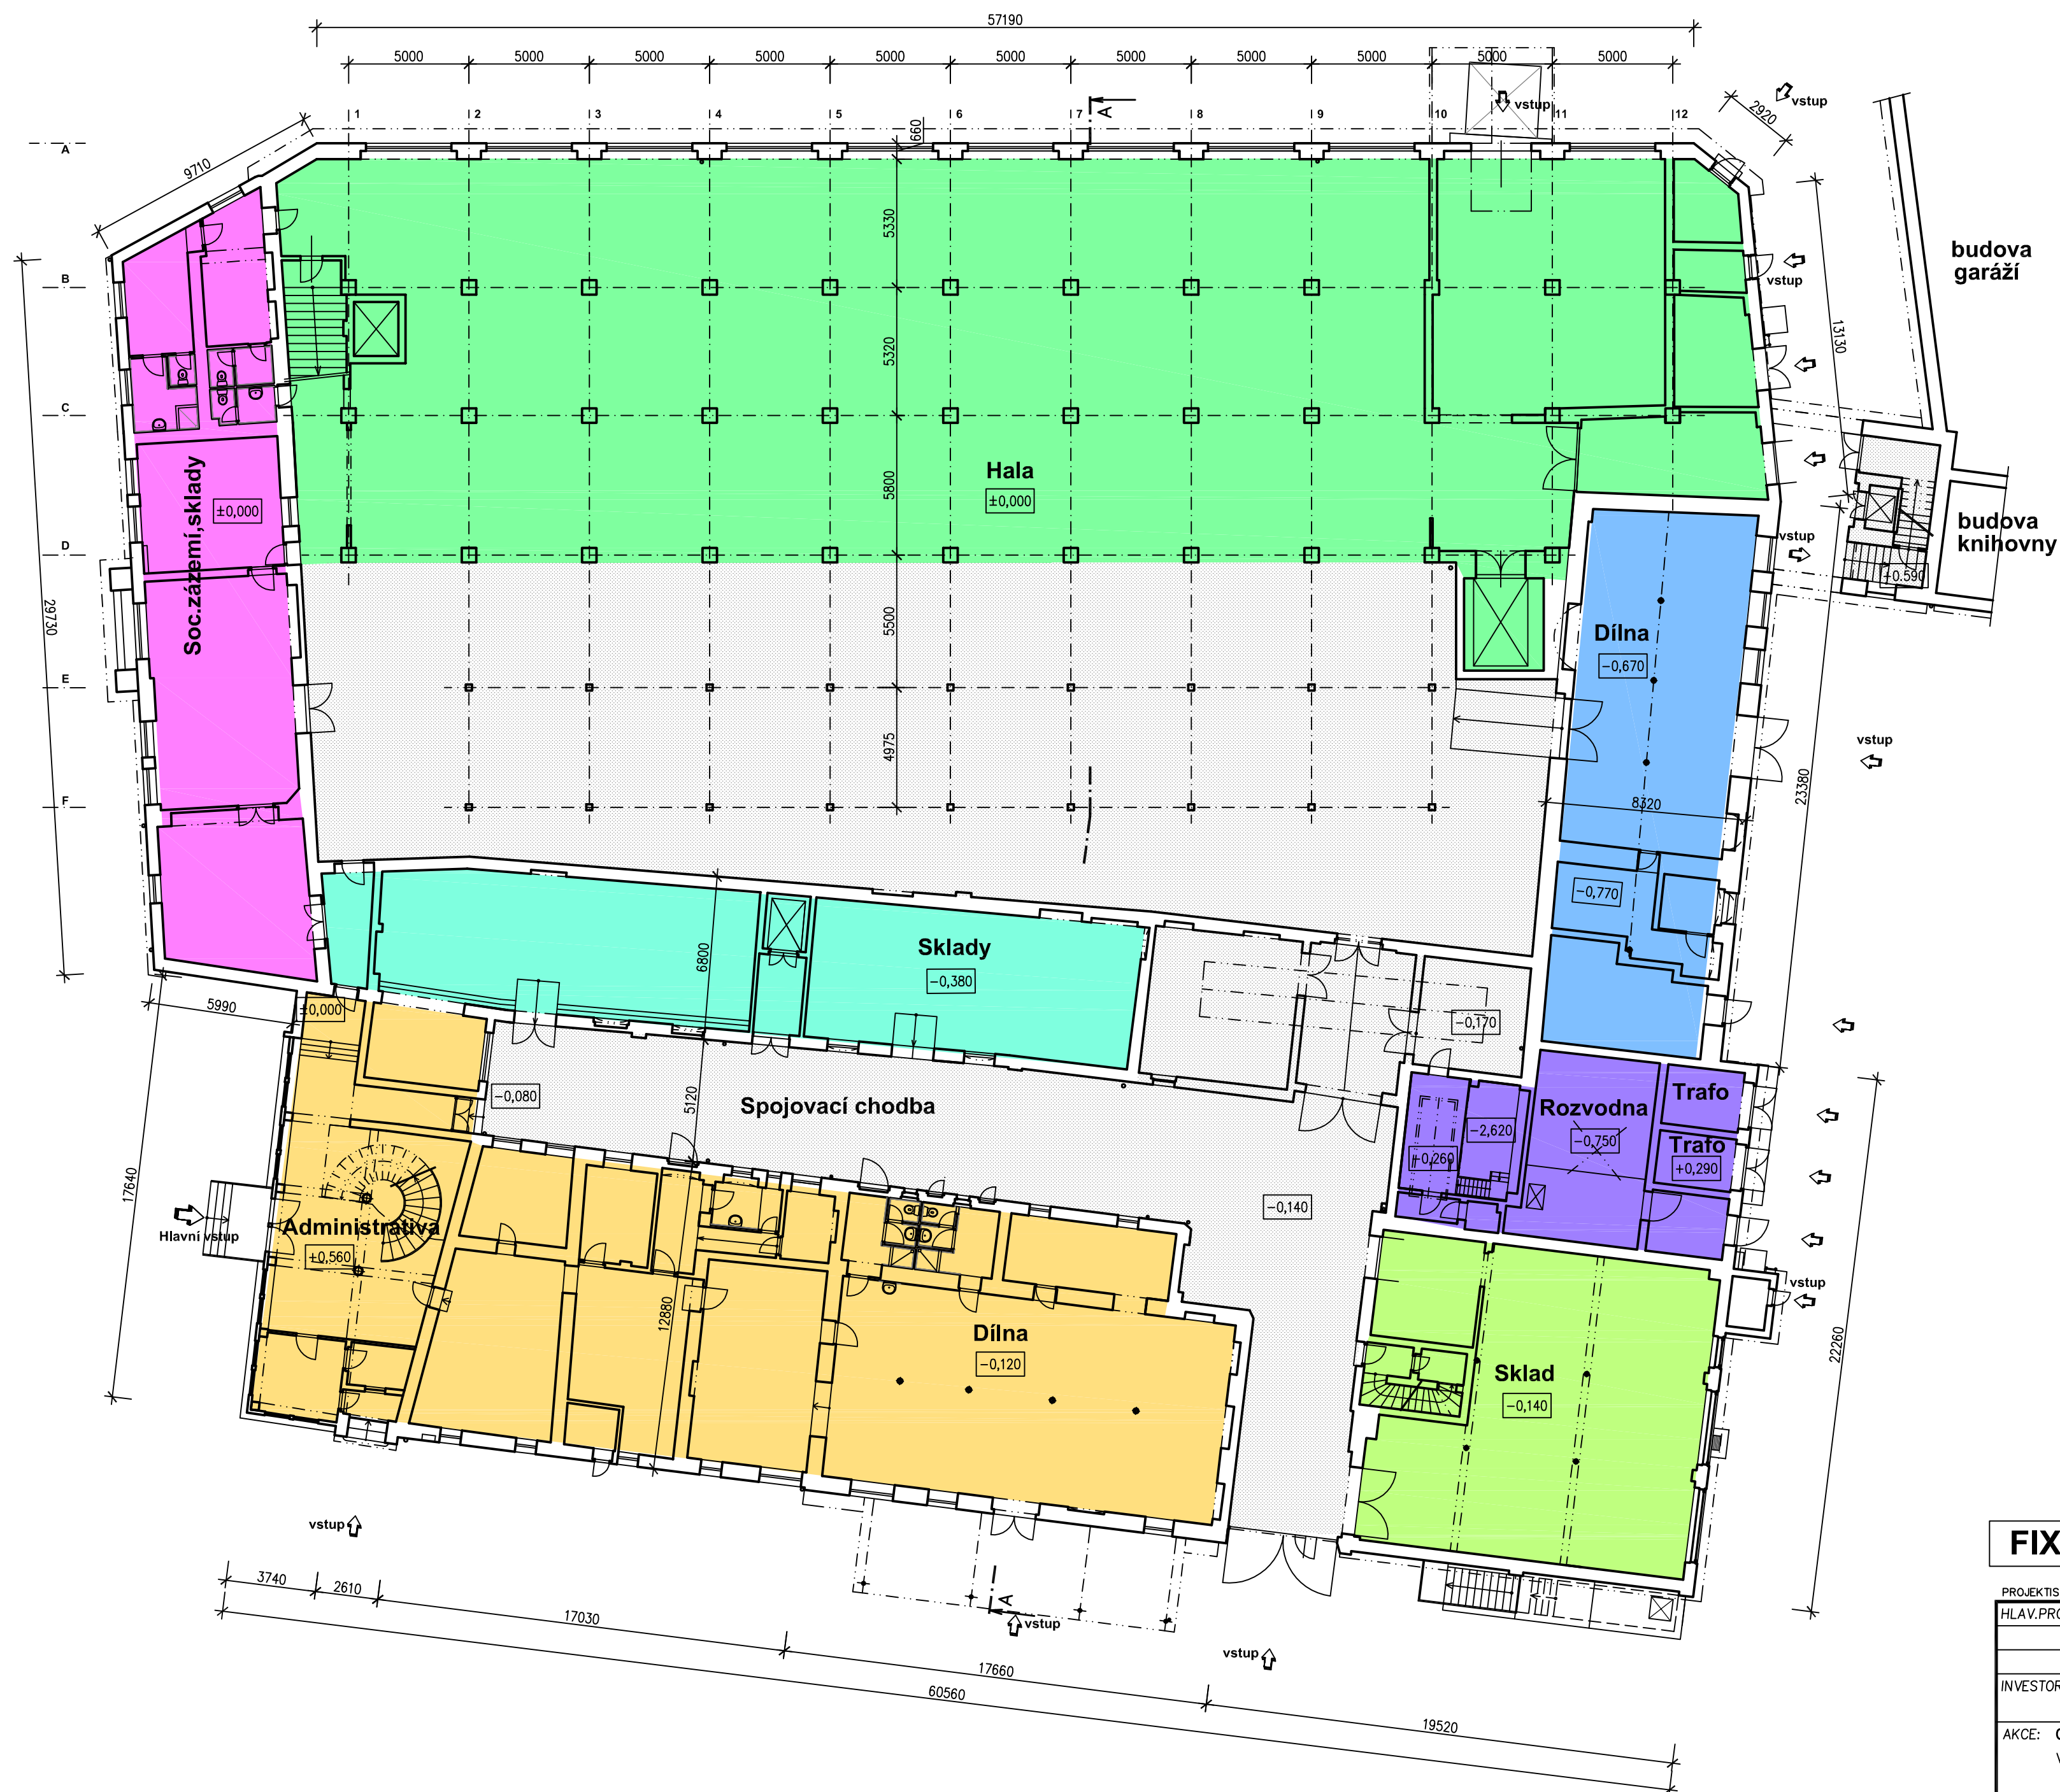 57190
5000 5000 5000 5000 5000 5000 5000 5000 5000 5000 5000
1 2 3 4 5 6 7 8 9 10 11 12
A
vstup
vstup
2920
660
A
9710
5330
B
vstup
budova
garáží
13130
5320
C
Hala
±0,000
5800
Soc.zázemí,sklady
±0,000
D
vstup
budova
knihovny
+0.590
29730
5500
Dílna
−0,670
E
vstup
4975
23380
F
8320
−0,770
6800
Sklady
−0,380
5990
±0,000
−0,170
−0,080
5120
Spojovací chodba
Rozvodna
−0,750
Trafo
Trafo
+0,290
−2,620
+0,260
17640
−0,140
Hlavní vstup
Administrativa
+0,560
vstup
12880
Dílna
−0,120
Sklad
−0,140
22260
vstup
FIX
PROJEKTIS
HLAV.PRO
INVESTOR
AKCE:
3740
2610
17030
A
vstup
vstup
17660
60560
19520